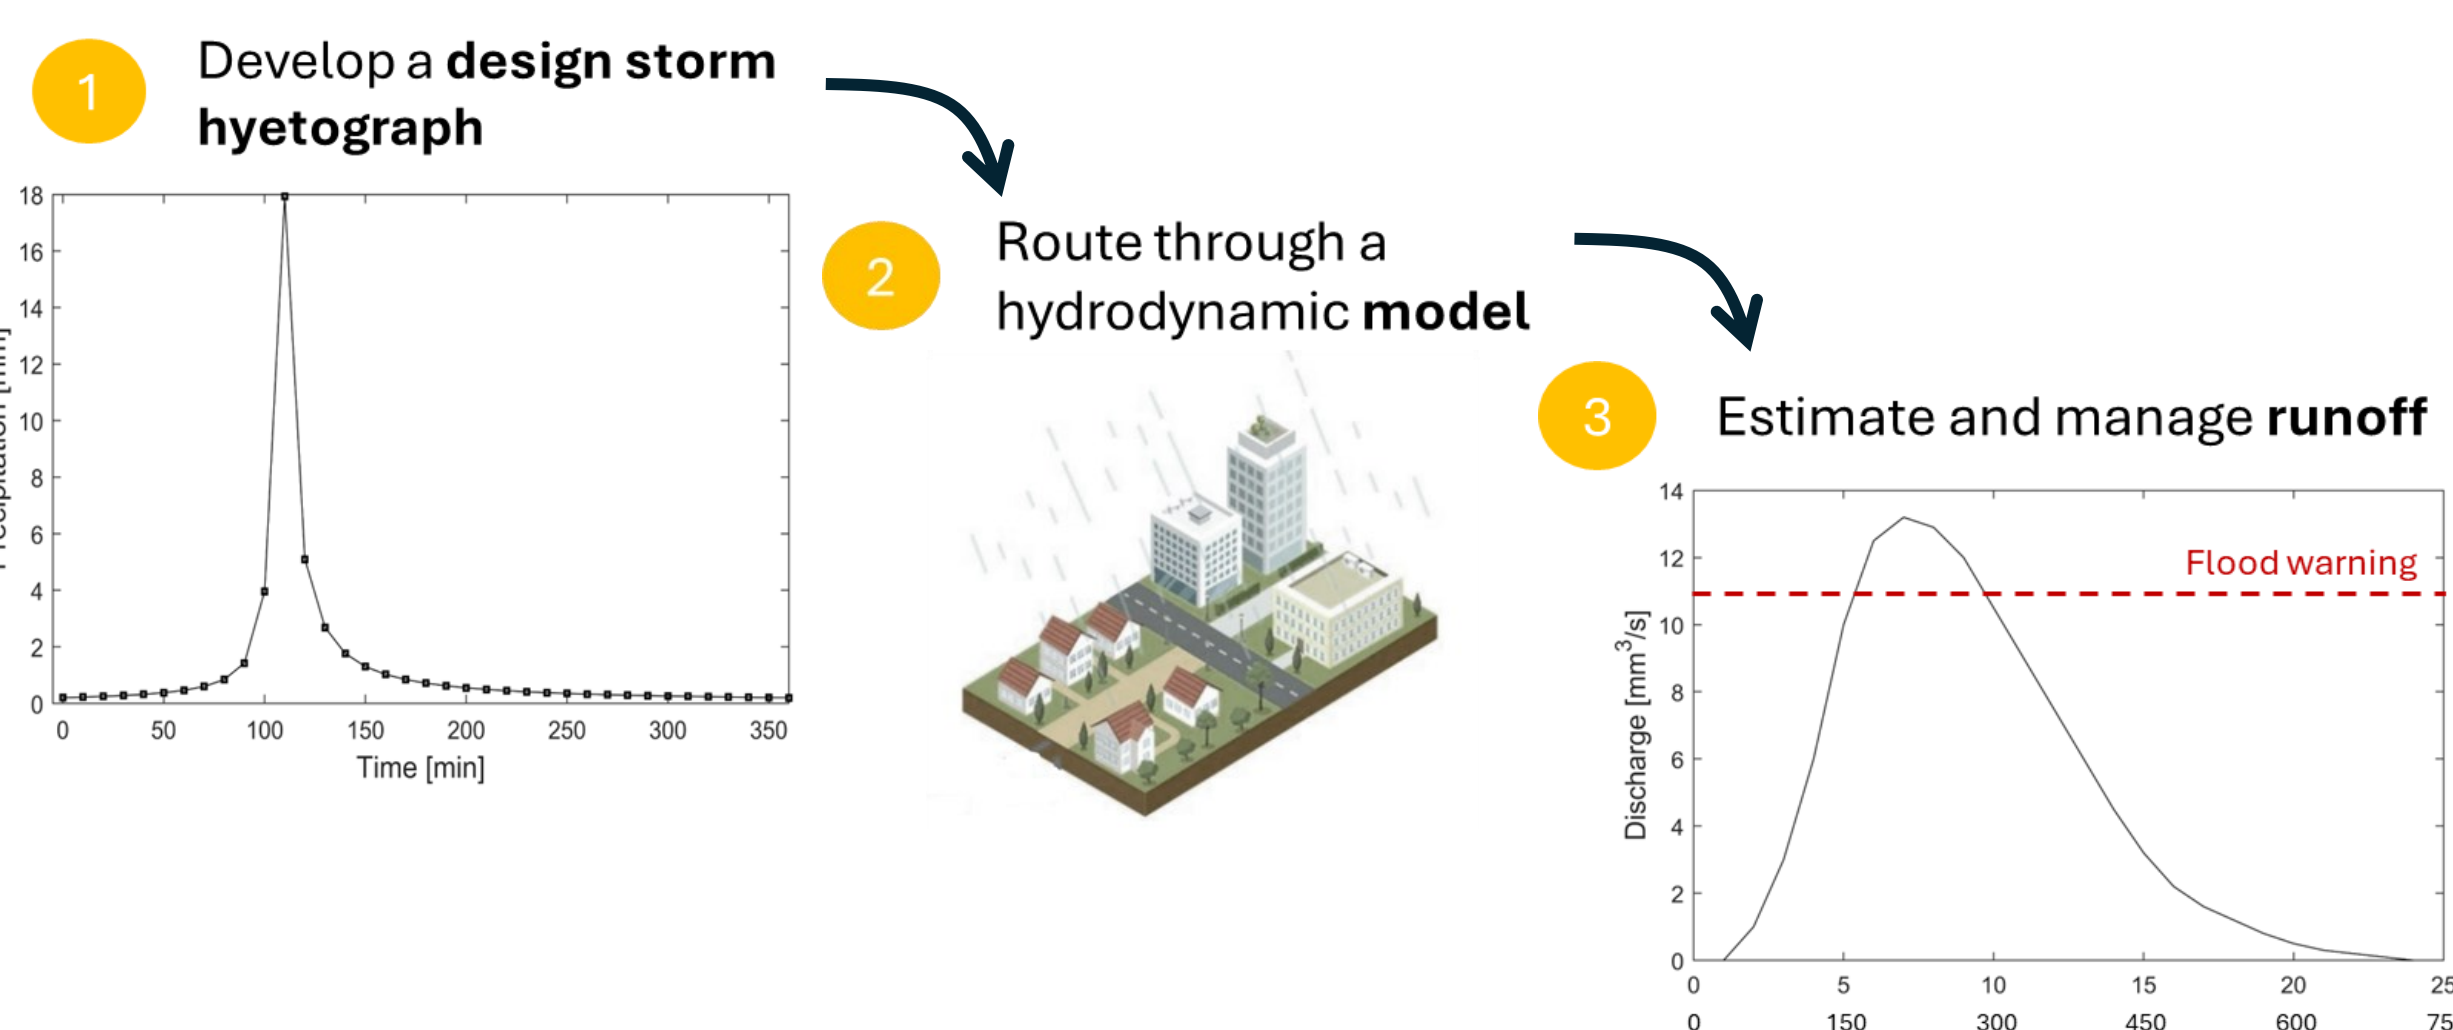 1
Develop a design storm
hyetograph
18
16
14
12
10
8
6
4
2
0
0 50 100 150 200 250 300 350
Time [min]
2
Route through a
hydrodynamic model
3
Estimate and manage runoff
14
12
10
8
6
4
2
0
Discharge [mm³/s]
Flood warning
0 5 10 15 20 25
0 150 300 450 600 75